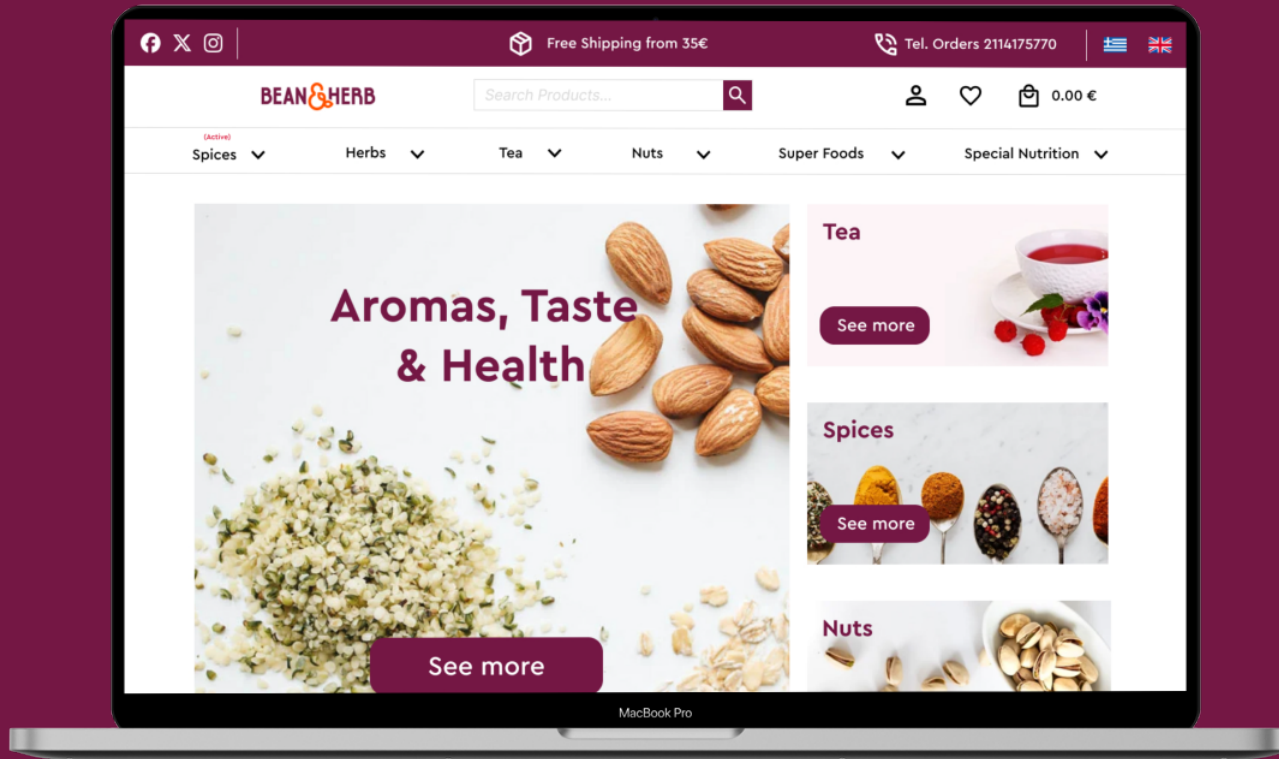 Free Shipping from 35€
Tel. Orders 2114175770
BEAN&HERB
Search Products...
0.00 €
(Active)
Spices
Herbs
Tea
Nuts
Super Foods
Special Nutrition
Aromas, Taste
& Health
See more
Tea
See more
Spices
See more
Nuts
MacBook Pro